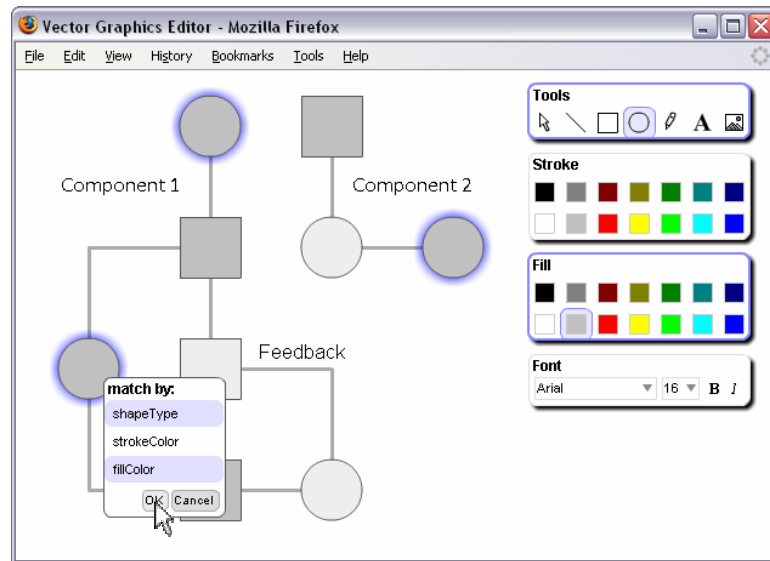 Vector Graphics Editor - Mozilla Firefox
File Edit View History Bookmarks Tools Help
Tools
A
Stroke
Component 1
Component 2
Fill
Feedback
Font
Arial 16 B I
match by:
shapeType
strokeColor
fillColor
OK Cancel